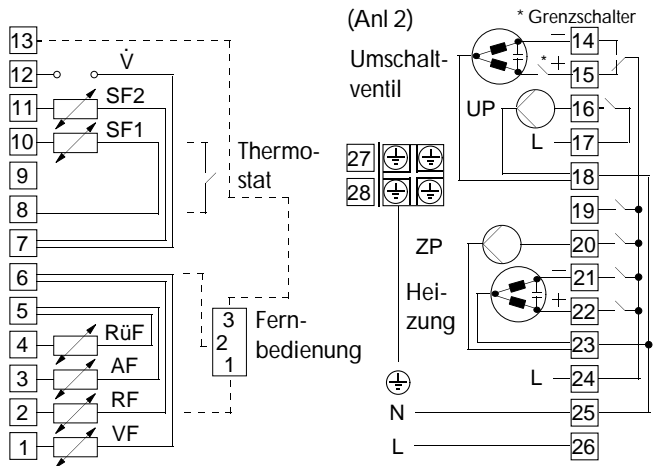 13
12
V̇
11
SF2
10
SF1
9
8
7
6
5
4
RüF
3
AF
2
RF
1
VF
Thermo-
stat
3
2
1
Fern-
bedienung
(Anl 2)
* Grenzschalter
Umschalt-
ventil
− 14
* + 15
UP 16
L 17
27
28
18
19
ZP 20
− 21
Hei-
zung
+ 22
23
L 24
N 25
L 26